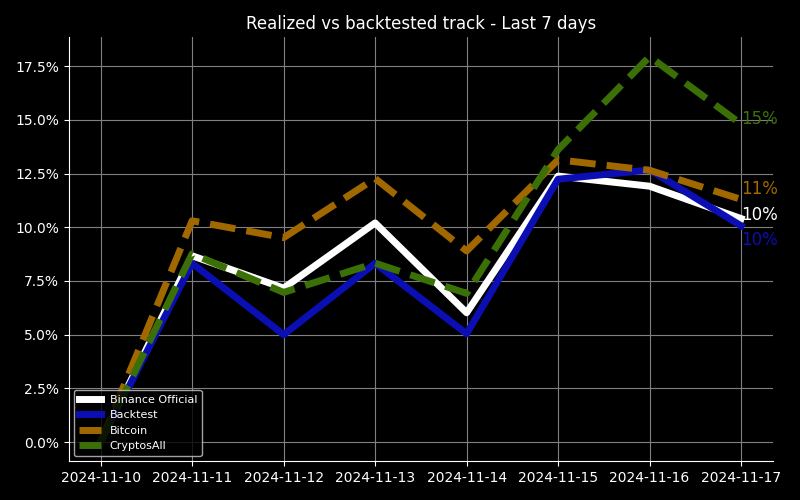 Realized vs backtested track - Last 7 days
17.5%
15.0%
12.5%
10.0%
7.5%
5.0%
2.5%
0.0%
15%
11%
10%
10%
Binance Official
Backtest
Bitcoin
CryptosAll
2024-11-10 2024-11-11 2024-11-12 2024-11-13 2024-11-14 2024-11-15 2024-11-16 2024-11-17